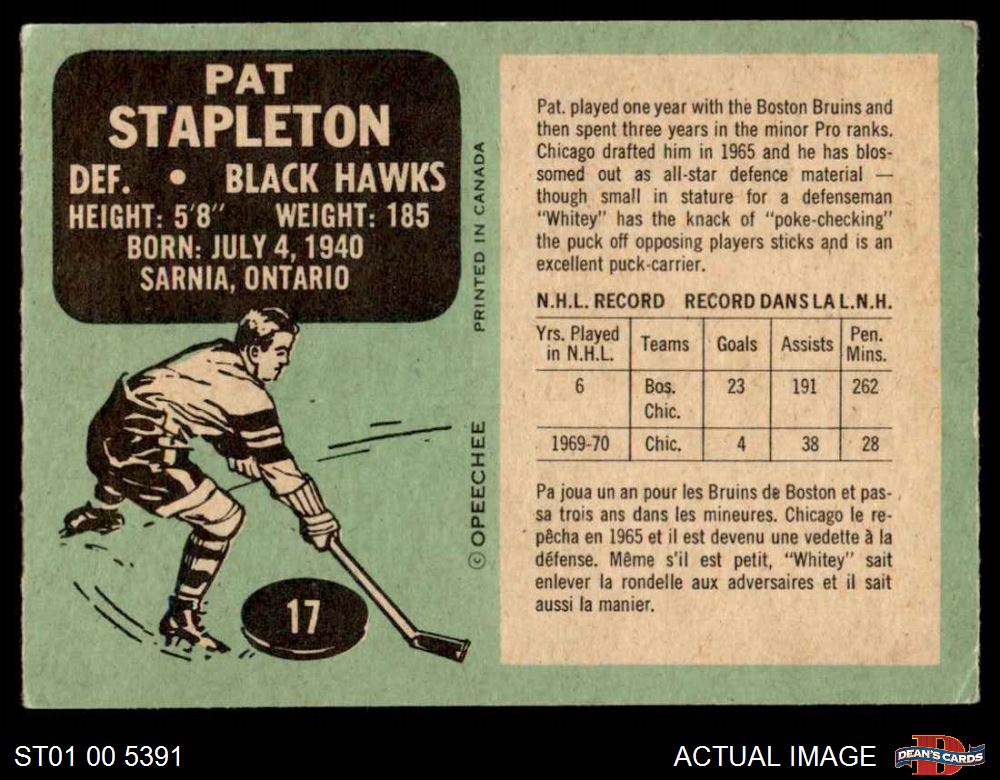 PAT
STAPLETON
DEF. • BLACK HAWKS
HEIGHT: 5'8" WEIGHT: 185
BORN: JULY 4, 1940
SARNIA, ONTARIO
17
PRINTED IN CANADA
© OPEECHEE
Pat. played one year with the Boston Bruins and
then spent three years in the minor Pro ranks.
Chicago drafted him in 1965 and he has blos-
somed out as all-star defence material —
though small in stature for a defenseman
"Whitey" has the knack of "poke-checking"
the puck off opposing players sticks and is an
excellent puck-carrier.
N.H.L. RECORD RECORD DANS LA L.N.H.
Yrs. Played in N.H.L. Teams Goals Assists Pen. Mins.
6 Bos. Chic. 23 191 262
1969-70 Chic. 4 38 28
Pa joua un an pour les Bruins de Boston et pas-
sa trois ans dans les mineures. Chicago le re-
pêcha en 1965 et il est devenu une vedette à la
défense. Même s'il est petit, "Whitey" sait
enlever la rondelle aux adversaires et il sait
aussi la manier.
ST01 00 5391
ACTUAL IMAGE
D
DEAN'S CARDS